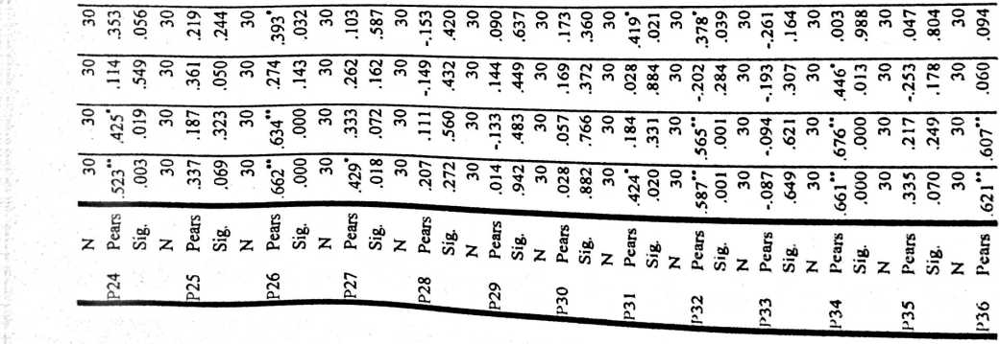 N 30 30 30 30
P24 Pears .523** .425* .114 .353
Sig. .003 .019 .549 .056
N 30 30 30 30
P25 Pears .337 .187 .361 .219
Sig. .069 .323 .050 .244
N 30 30 30 30
P26 Pears .662** .634** .274 .393*
Sig. .000 .000 .143 .032
N 30 30 30 30
P27 Pears .429* .333 .262 .103
Sig. .018 .072 .162 .587
N 30 30 30 30
P28 Pears .207 .111 -.149 -.153
Sig. .272 .560 .432 .420
N 30 30 30 30
P29 Pears .014 -.133 .144 .090
Sig. .942 .483 .449 .637
N 30 30 30 30
P30 Pears .028 .057 .169 .173
Sig. .882 .766 .372 .360
N 30 30 30 30
P31 Pears .424* .184 .028 .419*
Sig. .020 .331 .884 .021
N 30 30 30 30
P32 Pears .587** .565** -.202 .378*
Sig. .001 .001 .284 .039
N 30 30 30 30
P33 Pears -.087 -.094 -.193 -.261
Sig. .649 .621 .307 .164
N 30 30 30 30
P34 Pears .661** .676** .446* .003
Sig. .000 .000 .013 .988
N 30 30 30 30
P35 Pears .335 .217 -.253 .047
Sig. .070 .249 .178 .804
N 30 30 30 30
P36 Pears .621** .607** .060 .094